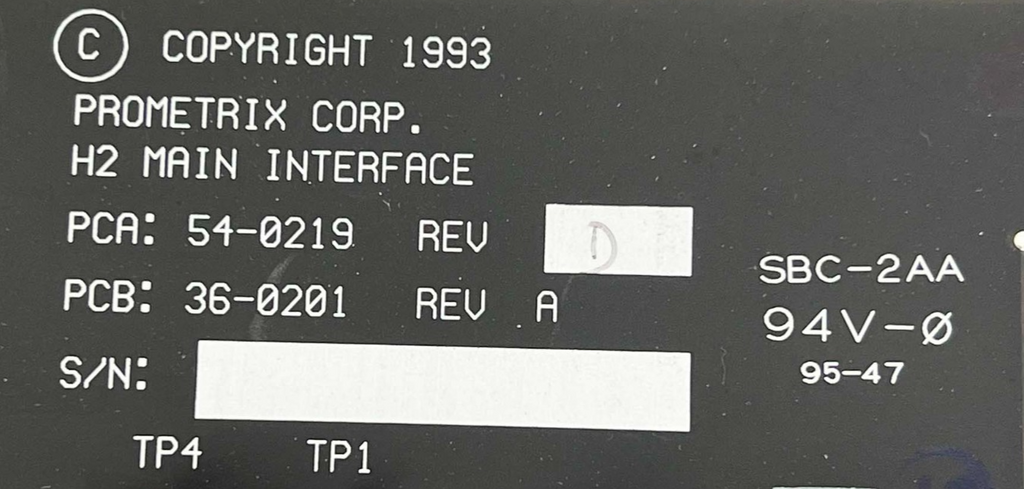 © COPYRIGHT 1993
PROMETRIX CORP.
H2 MAIN INTERFACE
PCA: 54-0219 REV D
PCB: 36-0201 REV A
S/N:
TP4 TP1
SBC-2AA
94V-Ø
95-47